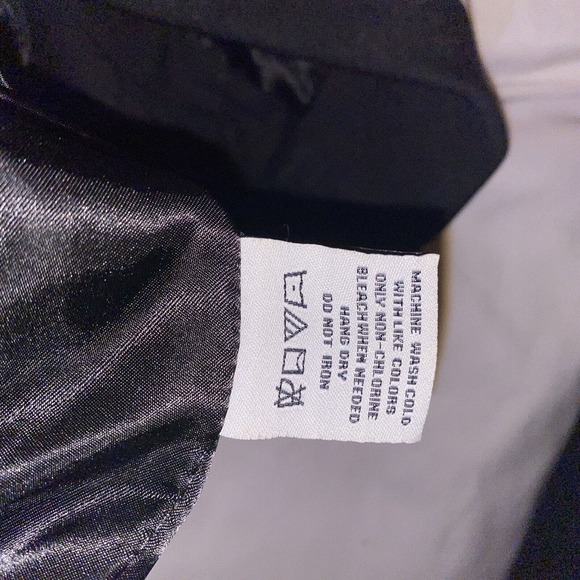 MACHINE WASH COLD
WITH LIKE COLORS
ONLY NON-CHLORINE
BLEACH WHEN NEEDED
HANG DRY
DO NOT IRON